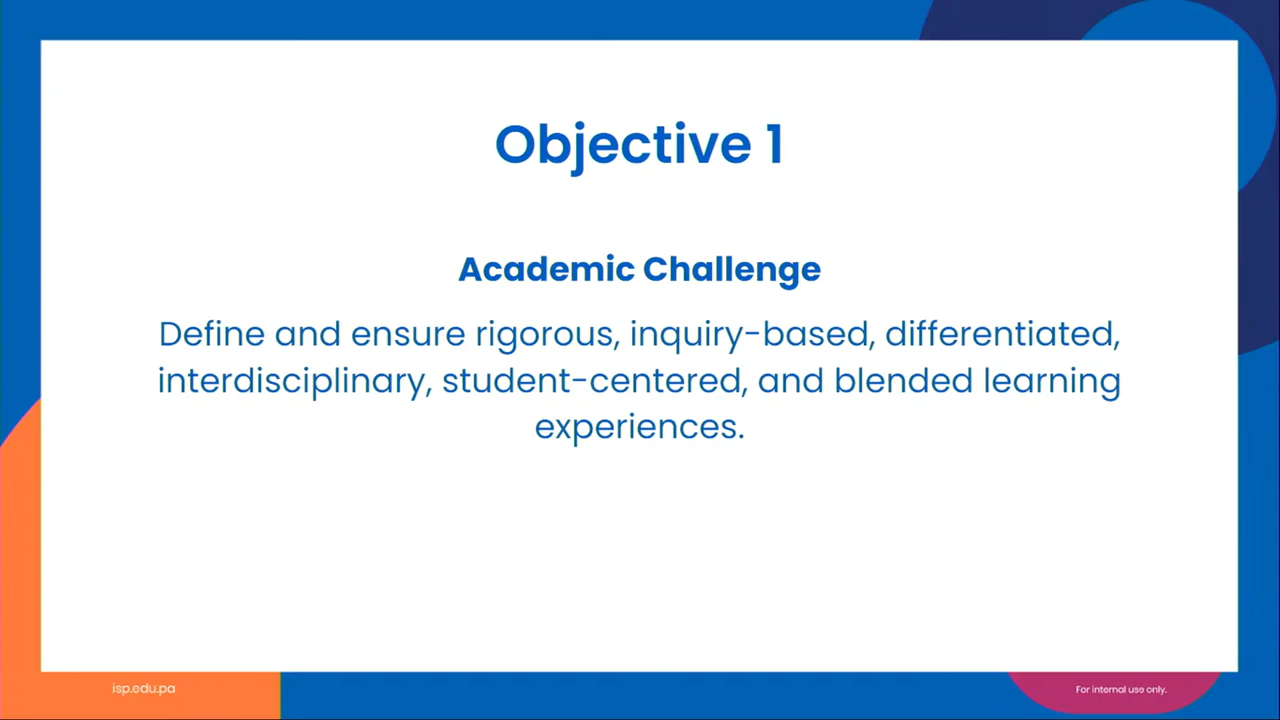 Objective 1
Academic Challenge
Define and ensure rigorous, inquiry-based, differentiated,
interdisciplinary, student-centered, and blended learning
experiences.
isp.edu.pa
For internal use only.